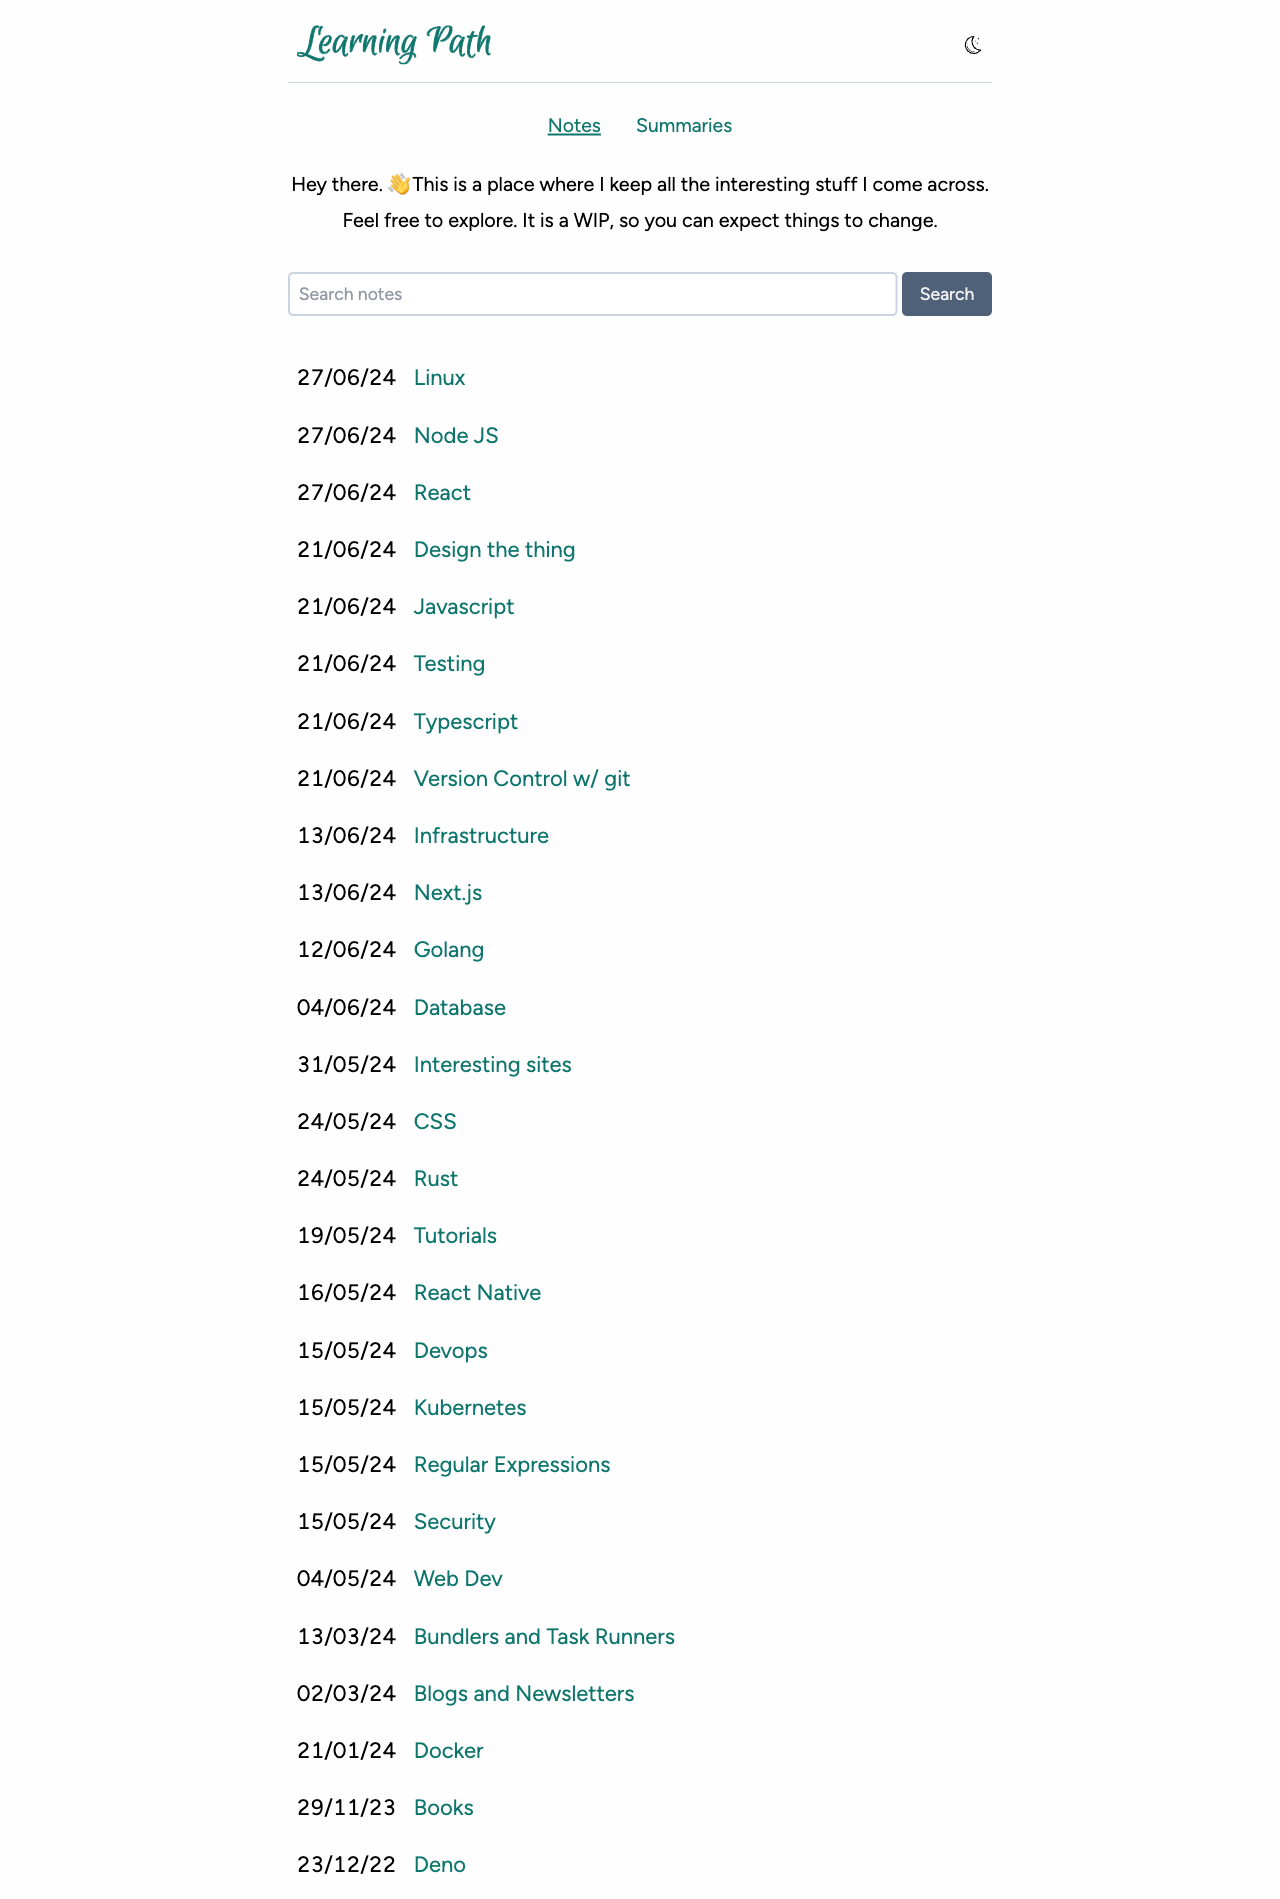 Learning Path
Notes Summaries
Hey there. 👋This is a place where I keep all the interesting stuff I come across.
Feel free to explore. It is a WIP, so you can expect things to change.
Search notes Search
27/06/24 Linux
27/06/24 Node JS
27/06/24 React
21/06/24 Design the thing
21/06/24 Javascript
21/06/24 Testing
21/06/24 Typescript
21/06/24 Version Control w/ git
13/06/24 Infrastructure
13/06/24 Next.js
12/06/24 Golang
04/06/24 Database
31/05/24 Interesting sites
24/05/24 CSS
24/05/24 Rust
19/05/24 Tutorials
16/05/24 React Native
15/05/24 Devops
15/05/24 Kubernetes
15/05/24 Regular Expressions
15/05/24 Security
04/05/24 Web Dev
13/03/24 Bundlers and Task Runners
02/03/24 Blogs and Newsletters
21/01/24 Docker
29/11/23 Books
23/12/22 Deno